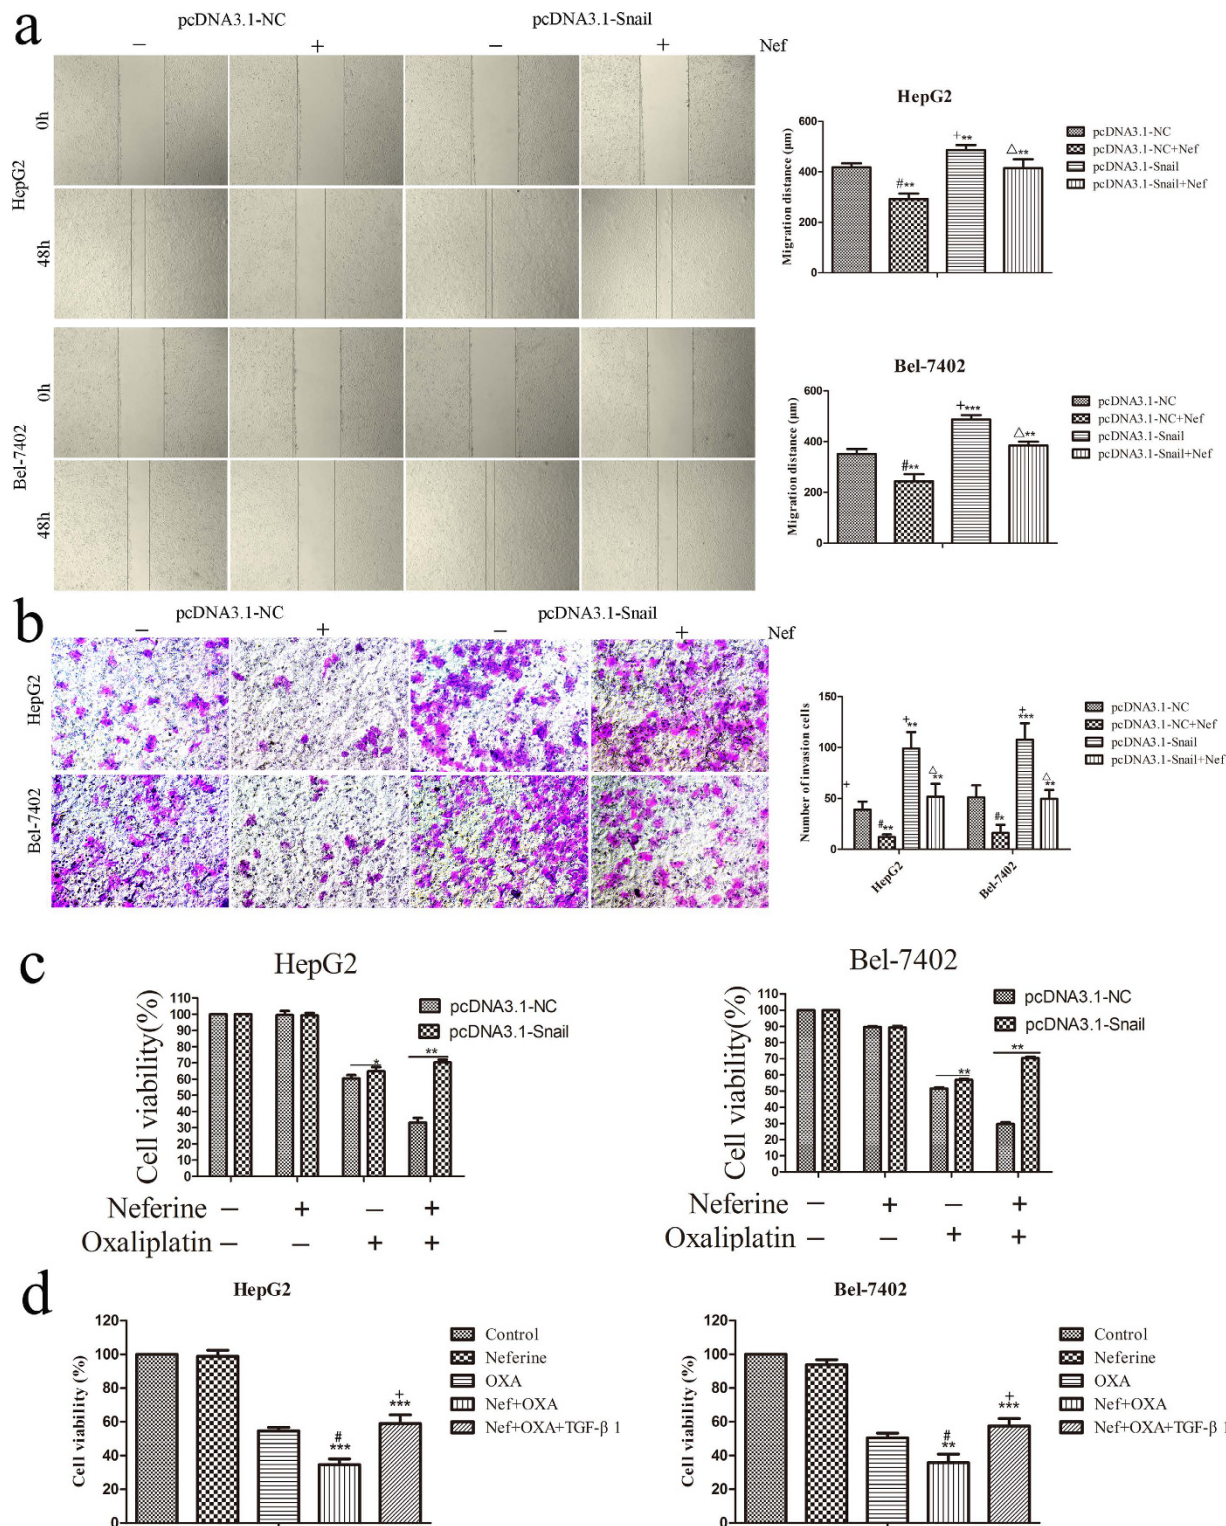 a
pcDNA3.1-NC pcDNA3.1-Snail
− + − + Nef
HepG2
0h
48h
Bel-7402
0h
48h
HepG2
Migration distance (μm)
600
400
200
0
#** +** △**
pcDNA3.1-NC
pcDNA3.1-NC+Nef
pcDNA3.1-Snail
pcDNA3.1-Snail+Nef
Bel-7402
Migration distance (μm)
600
400
200
0
#** +*** △**
pcDNA3.1-NC
pcDNA3.1-NC+Nef
pcDNA3.1-Snail
pcDNA3.1-Snail+Nef
b
pcDNA3.1-NC pcDNA3.1-Snail
− + − + Nef
HepG2
Bel-7402
Number of invasion cells
150
100
50
0
+
#** +** △** #* +*** △**
HepG2 Bel-7402
pcDNA3.1-NC
pcDNA3.1-NC+Nef
pcDNA3.1-Snail
pcDNA3.1-Snail+Nef
c
HepG2
Cell viability(%)
110
100
90
80
70
60
50
40
30
20
10
0
* **
pcDNA3.1-NC
pcDNA3.1-Snail
Neferine − + − +
Oxaliplatin − − + +
Bel-7402
Cell viability(%)
110
100
90
80
70
60
50
40
30
20
10
0
** **
pcDNA3.1-NC
pcDNA3.1-Snail
Neferine − + − +
Oxaliplatin − − + +
d
HepG2
Cell viability (%)
120
100
80
60
40
20
0
# *** + ***
Control
Neferine
OXA
Nef+OXA
Nef+OXA+TGF-β 1
Bel-7402
Cell viability (%)
120
100
80
60
40
20
0
# ** + ***
Control
Neferine
OXA
Nef+OXA
Nef+OXA+TGF-β 1